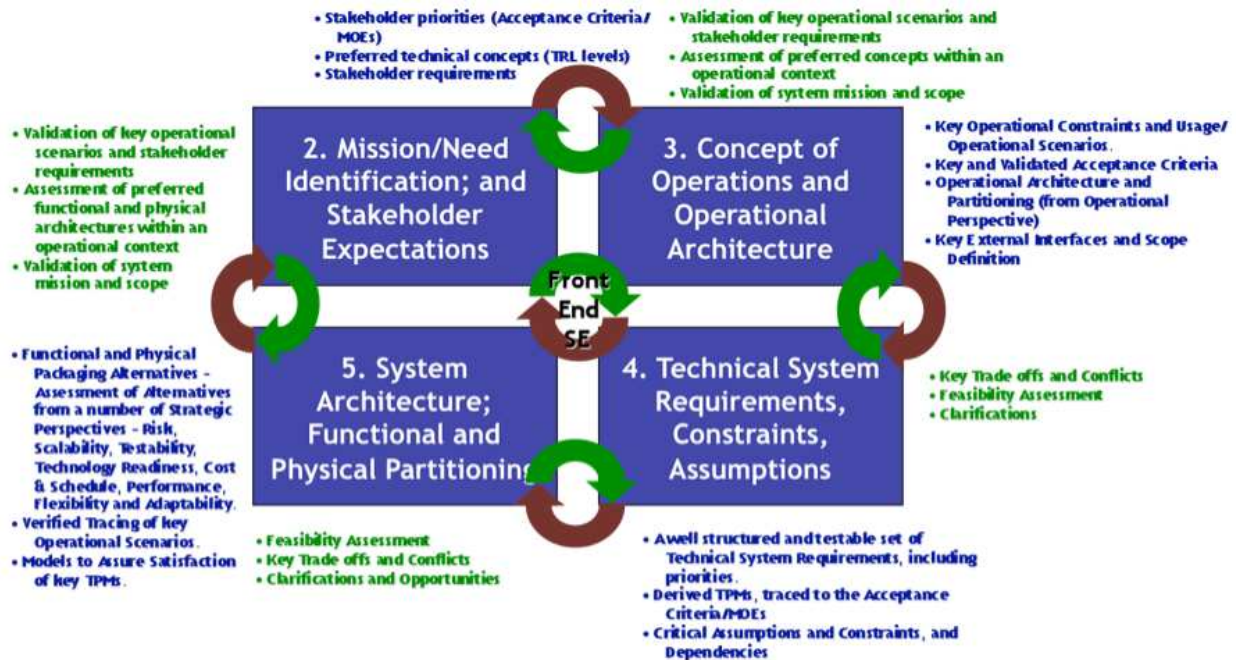 • Stakeholder priorities (Acceptance Criteria/
MOEs)
• Preferred technical concepts (TRL levels)
• Stakeholder requirements
• Validation of key operational scenarios and
stakeholder requirements
• Assessment of preferred concepts within an
operational context
• Validation of system mission and scope
• Validation of key operational
scenarios and stakeholder
requirements
• Assessment of preferred
functional and physical
architectures within an
operational context
• Validation of system
mission and scope
2. Mission/Need
Identification; and
Stakeholder
Expectations
3. Concept of
Operations and
Operational
Architecture
• Key Operational Constraints and Usage/
Operational Scenarios.
• Key and Validated Acceptance Criteria
• Operational Architecture and
Partitioning (from Operational
Perspective)
• Key External Interfaces and Scope
Definition
Front
End
SE
• Functional and Physical
Packaging Alternatives –
Assessment of Alternatives
from a number of Strategic
Perspectives – Risk,
Scalability, Testability,
Technology Readiness, Cost
& Schedule, Performance,
Flexibility and Adaptability.
• Verified Tracing of key
Operational Scenarios.
• Models to Assure Satisfaction
of key TPMs.
5. System
Architecture;
Functional and
Physical Partitioning
4. Technical System
Requirements,
Constraints,
Assumptions
• Key Trade offs and Conflicts
• Feasibility Assessment
• Clarifications
• Feasibility Assessment
• Key Trade offs and Conflicts
• Clarifications and Opportunities
• A well structured and testable set of
Technical System Requirements, including
priorities.
• Derived TPMs, traced to the Acceptance
Criteria/MOEs
• Critical Assumptions and Constraints, and
Dependencies